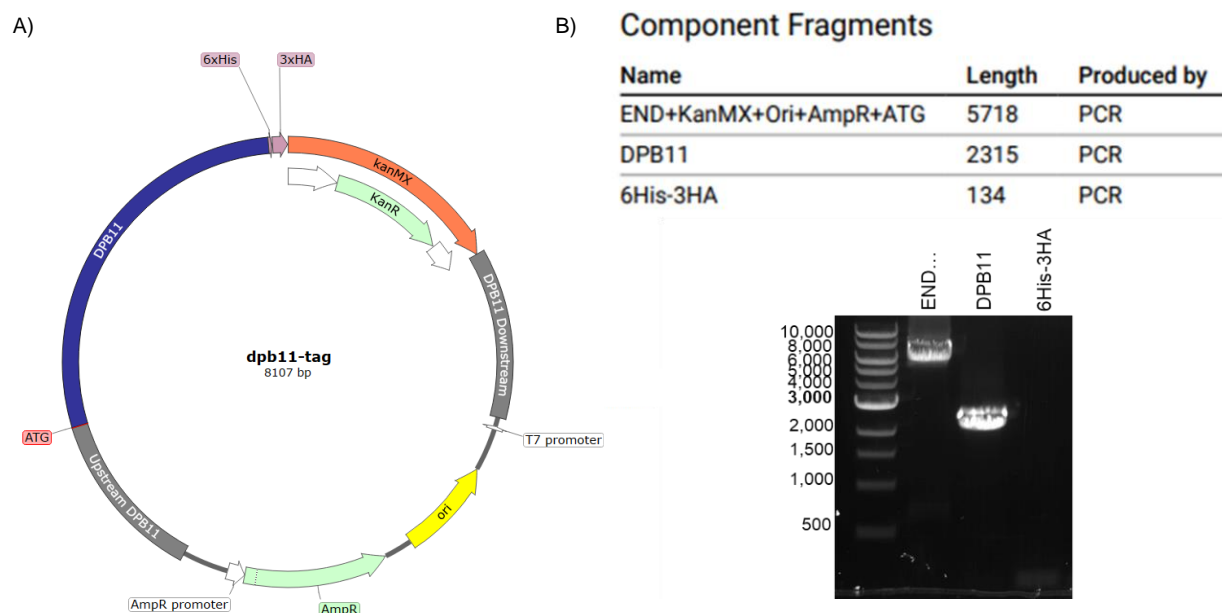 A)
6xHis
3xHA
kanMX
KanR
DPB11
DPB11 Downstream
dpb11-tag
8107 bp
ATG
T7 promoter
Upstream DPB11
ori
AmpR promoter
AmpR
B)
Component Fragments
Name Length Produced by
END+KanMX+Ori+AmpR+ATG 5718 PCR
DPB11 2315 PCR
6His-3HA 134 PCR
END...
DPB11
6His-3HA
10,000
8,000
6,000
5,000
4,000
3,000
2,000
1,500
1,000
500